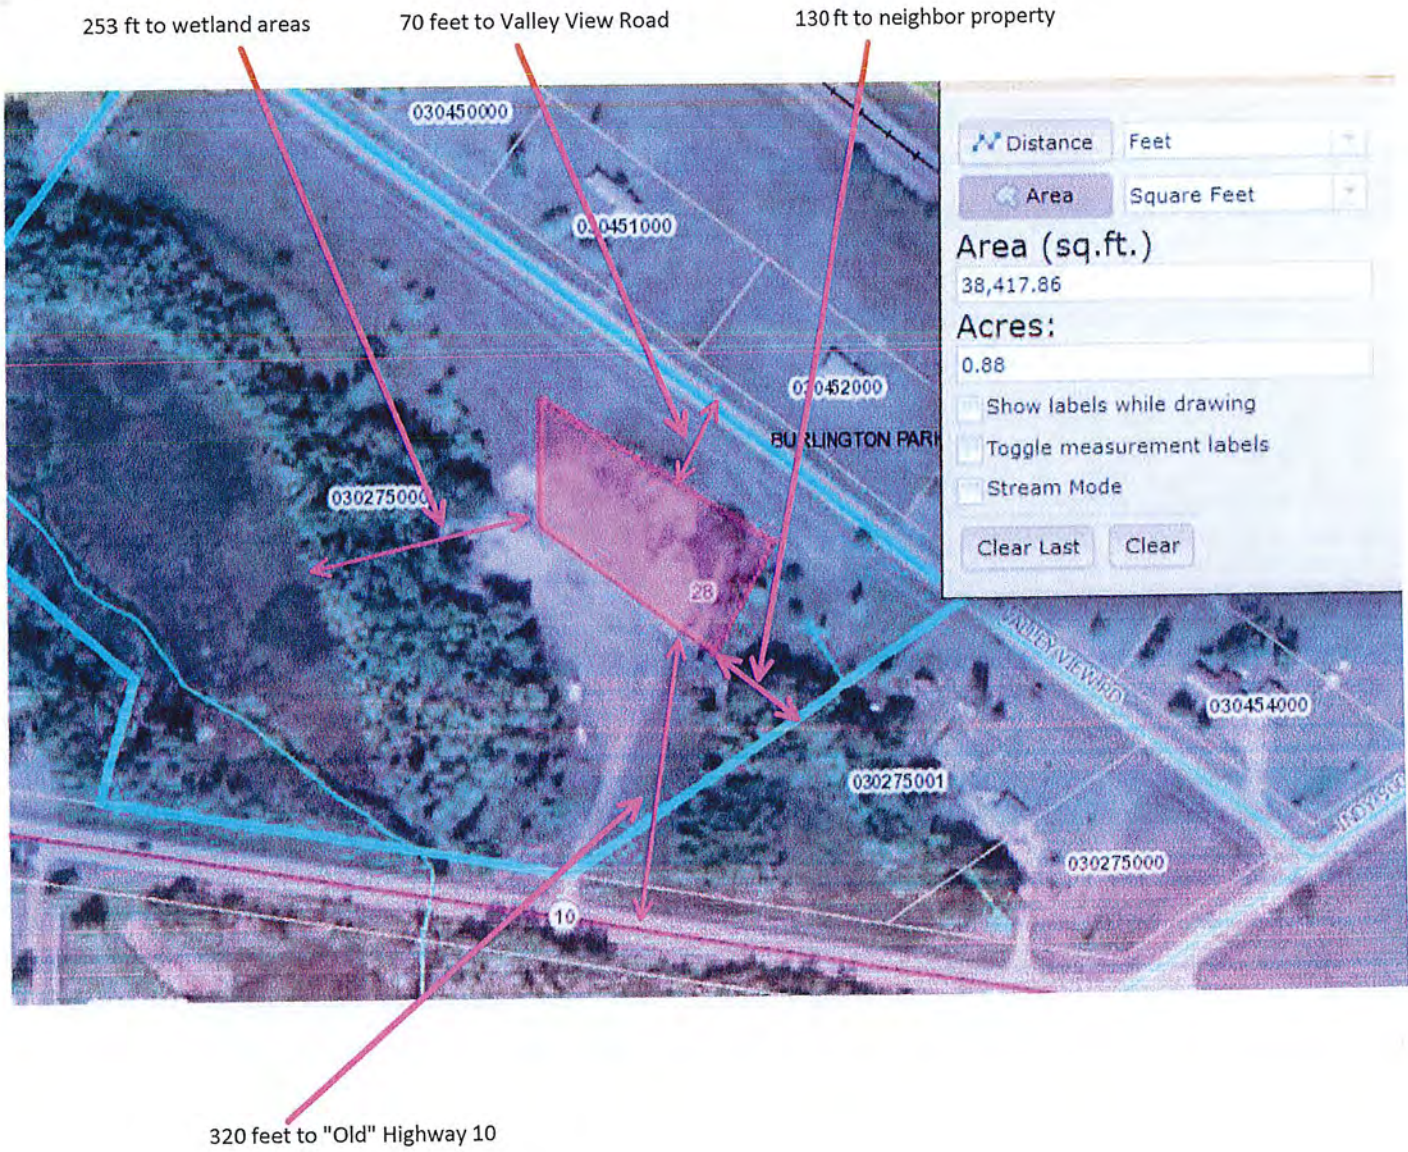 253 ft to wetland areas
70 feet to Valley View Road
130 ft to neighbor property
030450000
030451000
030452000
BURLINGTON PARK
030275000
28
VALLEY VIEW RD
030454000
030275001
030275000
10
Distance
Feet
Area
Square Feet
Area (sq.ft.)
38,417.86
Acres:
0.88
Show labels while drawing
Toggle measurement labels
Stream Mode
Clear Last
Clear
320 feet to "Old" Highway 10